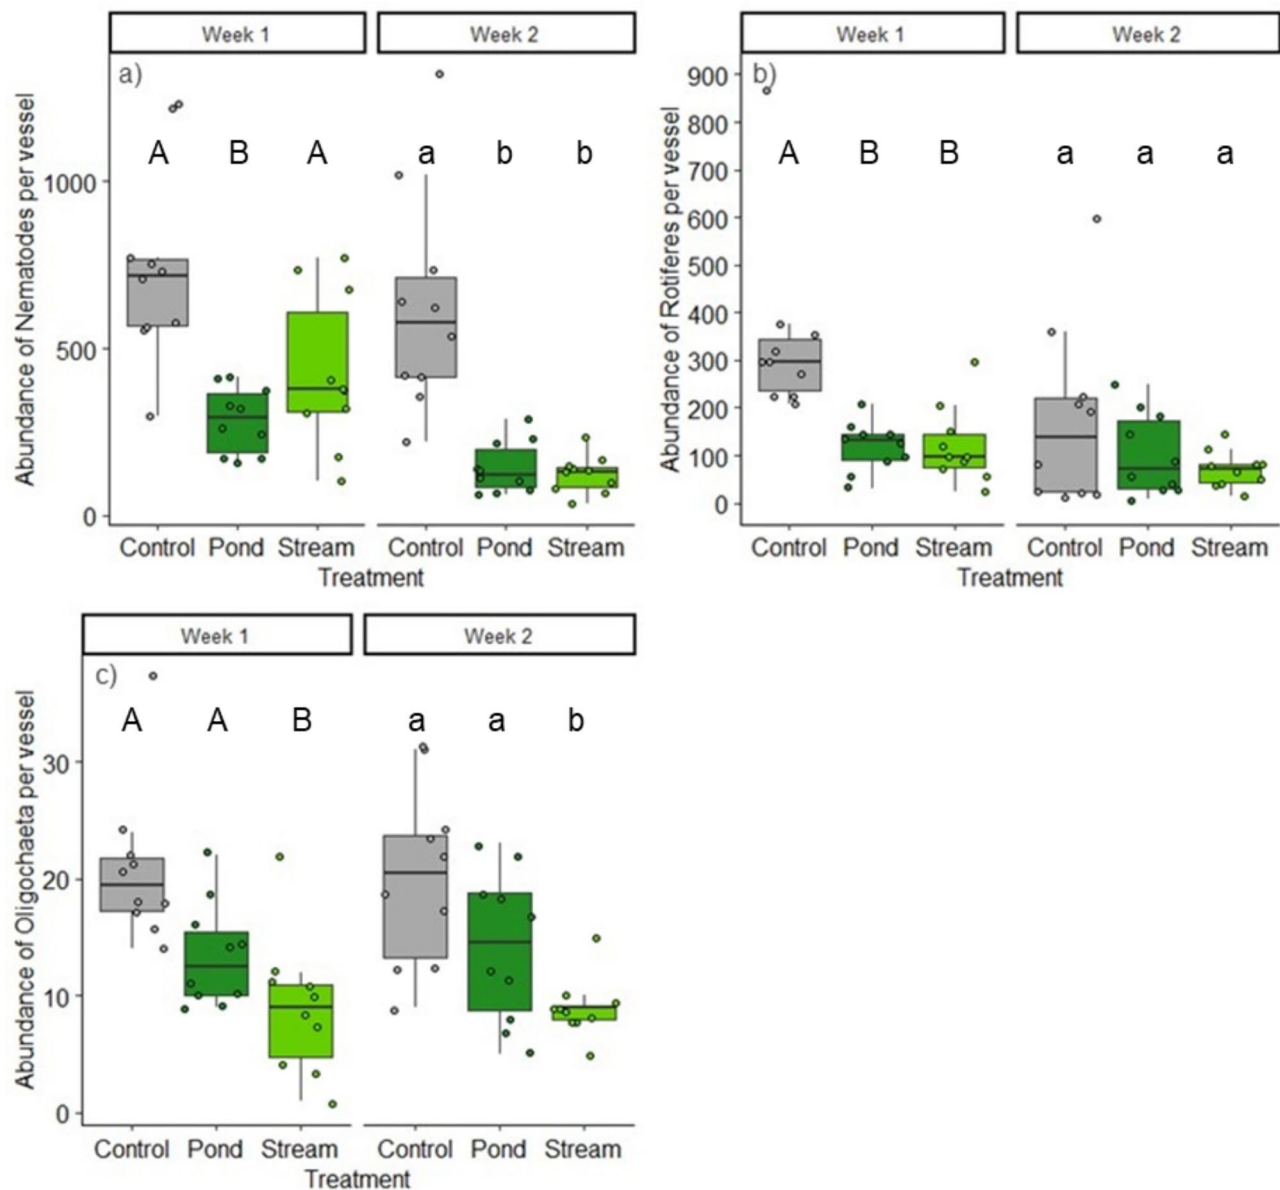 Week 1
Week 2
a)
A B A
a b b
1000
500
0
Abundance of Nematodes per vessel
Control Pond Stream
Control Pond Stream
Treatment
Week 1
Week 2
b)
A B B
a a a
900
800
700
600
500
400
300
200
100
0
Abundance of Rotiferes per vessel
Control Pond Stream
Control Pond Stream
Treatment
Week 1
Week 2
c)
A A B
a a b
30
20
10
0
Abundance of Oligochaeta per vessel
Control Pond Stream
Control Pond Stream
Treatment